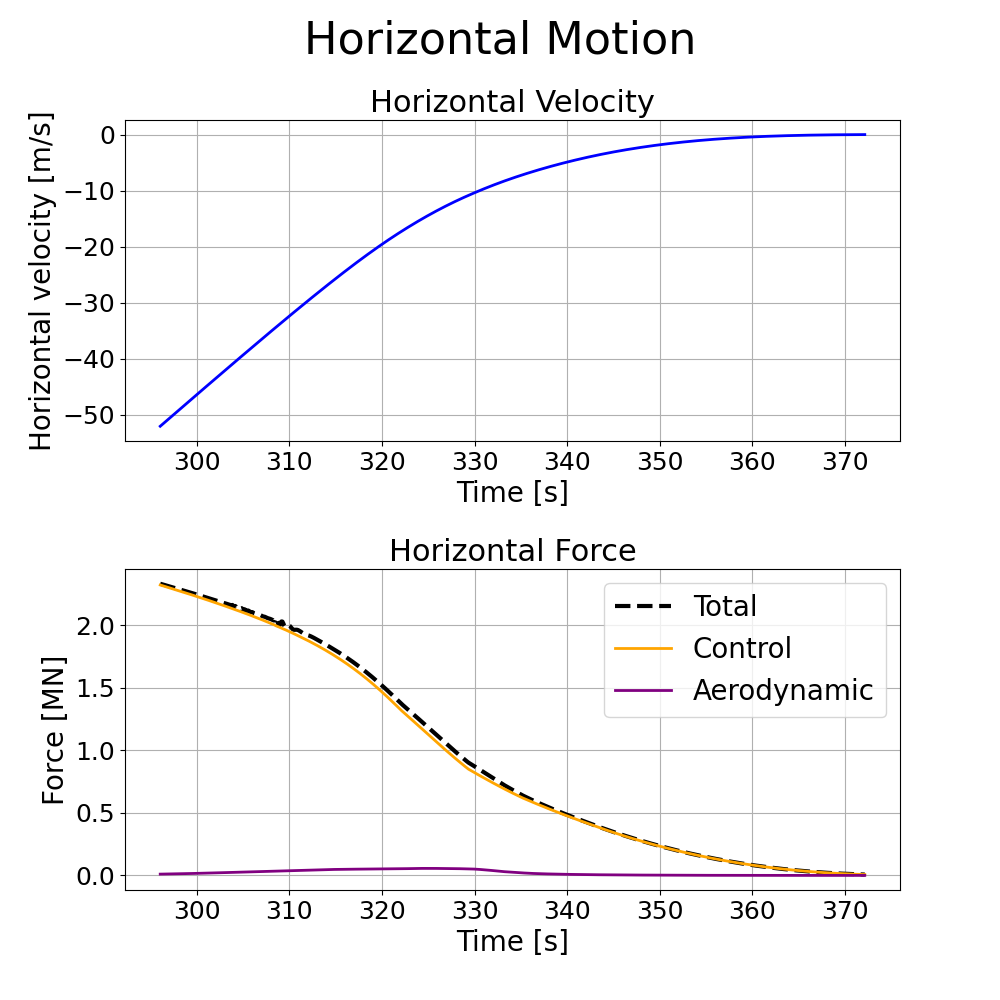 Horizontal Motion
Horizontal Velocity
Horizontal velocity [m/s]
0
−10
−20
−30
−40
−50
300 310 320 330 340 350 360 370
Time [s]
Horizontal Force
Force [MN]
2.0
1.5
1.0
0.5
0.0
Total
Control
Aerodynamic
300 310 320 330 340 350 360 370
Time [s]